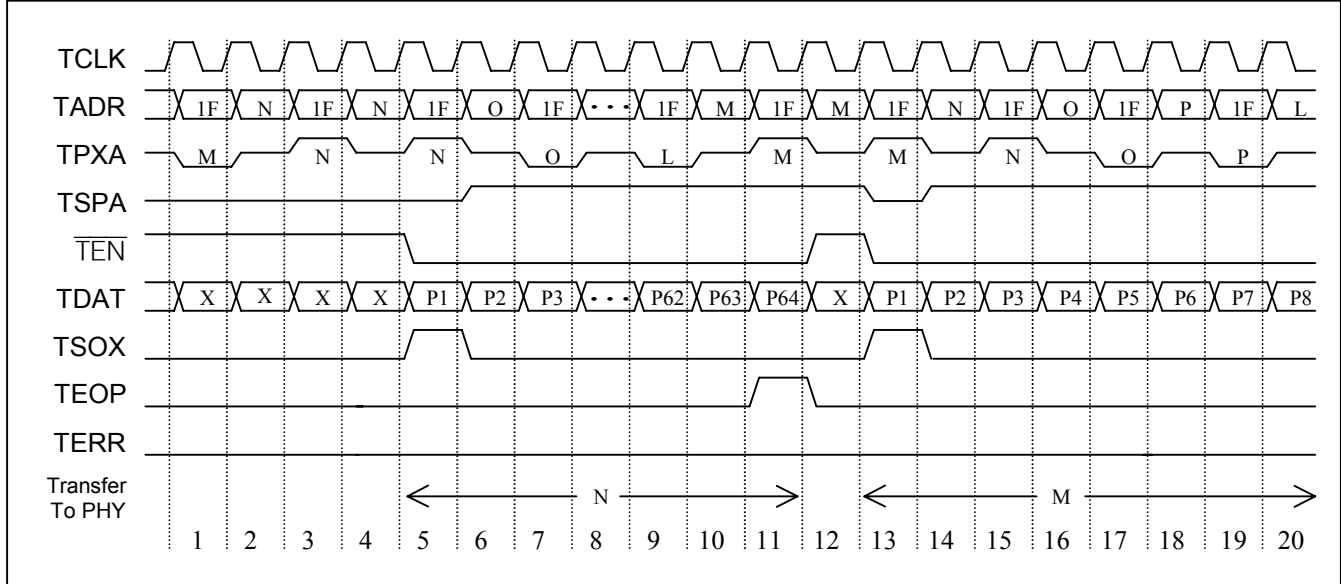 TCLK
TADR 1F N 1F N 1F O 1F ··· 1F M 1F M 1F N 1F O 1F P 1F L
TPXA M N N O L M M N O P
TSPA
TEN
TDAT X X X X P1 P2 P3 ··· P62 P63 P64 X P1 P2 P3 P4 P5 P6 P7 P8
TSOX
TEOP
TERR
Transfer
To PHY N M
1 2 3 4 5 6 7 8 9 10 11 12 13 14 15 16 17 18 19 20